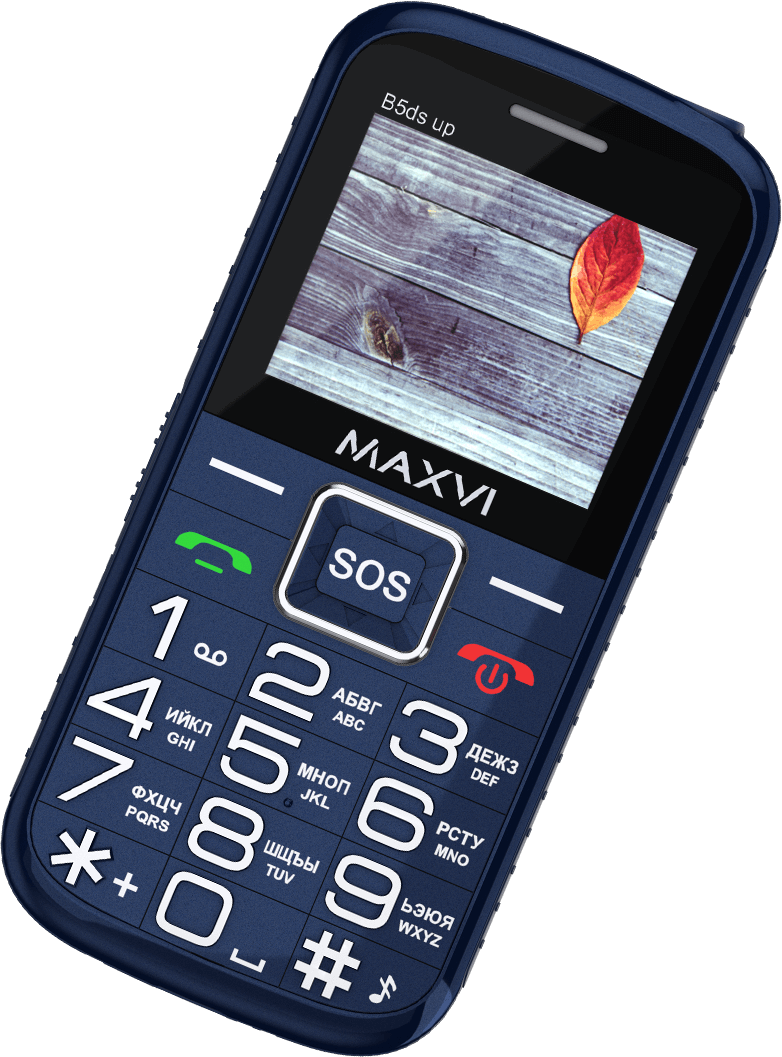 B5ds up
MAXVI
SOS
1
2 АБВГ
ABC
3 ДЕЖЗ
DEF
4 ИЙКЛ
GHI
5 МНОП
JKL
6 РСТУ
MNO
7 ФХЦЧ
PQRS
8 ШЩЪЫ
TUV
9 ЬЭЮЯ
WXYZ
* +
0
#